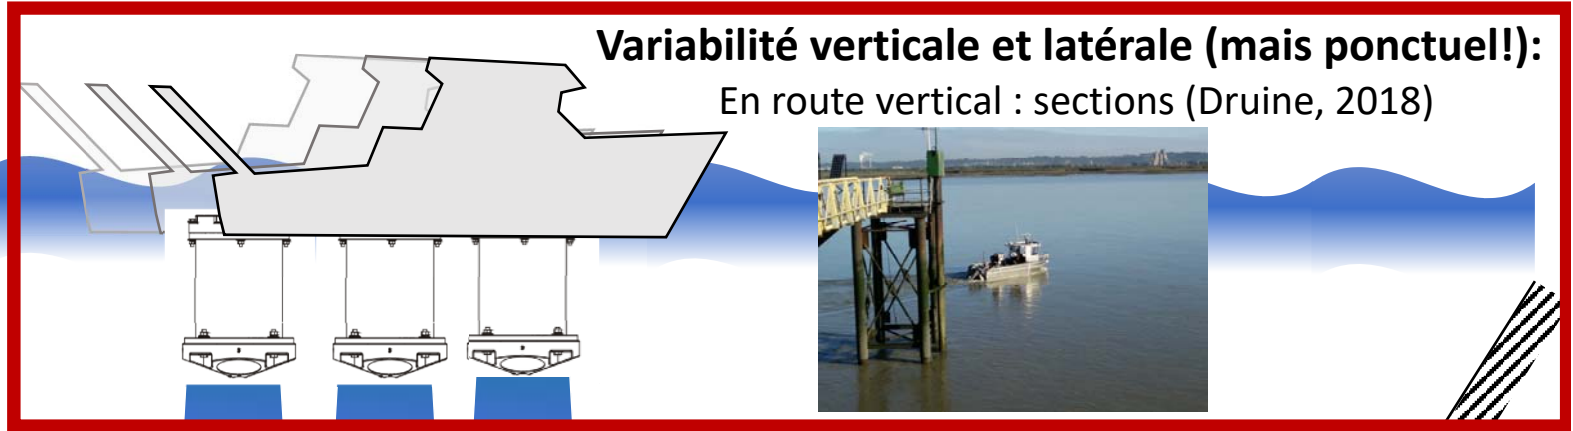 Variabilité verticale et latérale (mais ponctuel!):
En route vertical : sections (Druine, 2018)